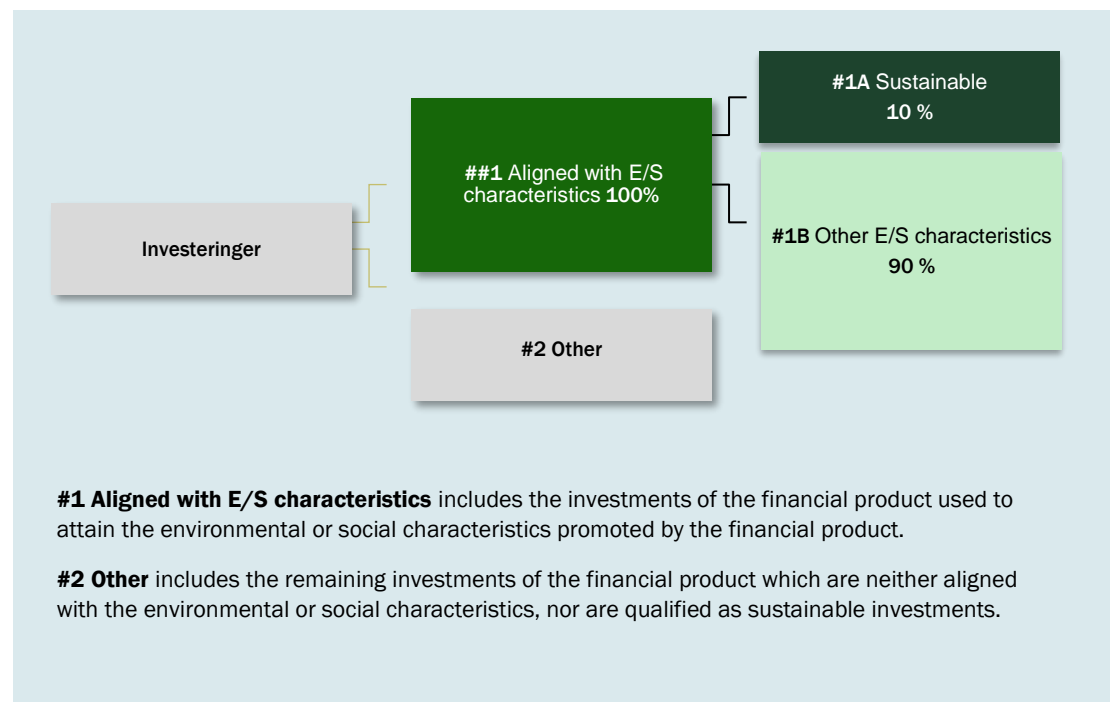 #1A Sustainable
10 %
##1 Aligned with E/S
characteristics 100%
#1B Other E/S characteristics
90 %
Investeringer
#2 Other
#1 Aligned with E/S characteristics includes the investments of the financial product used to
attain the environmental or social characteristics promoted by the financial product.
#2 Other includes the remaining investments of the financial product which are neither aligned
with the environmental or social characteristics, nor are qualified as sustainable investments.